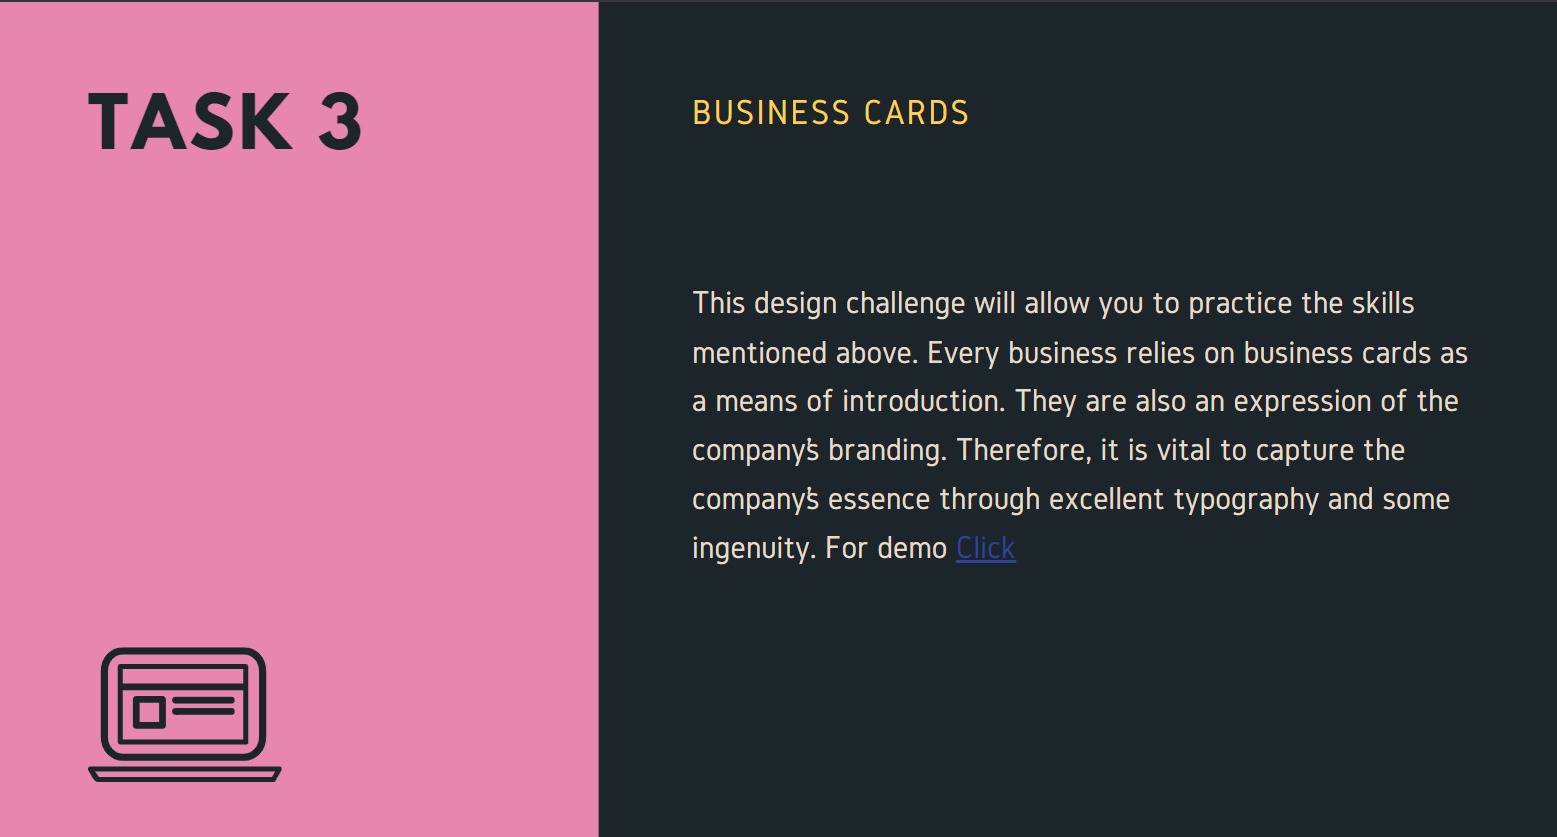 TASK 3
BUSINESS CARDS
This design challenge will allow you to practice the skills
mentioned above. Every business relies on business cards as
a means of introduction. They are also an expression of the
company's branding. Therefore, it is vital to capture the
company's essence through excellent typography and some
ingenuity. For demo Click